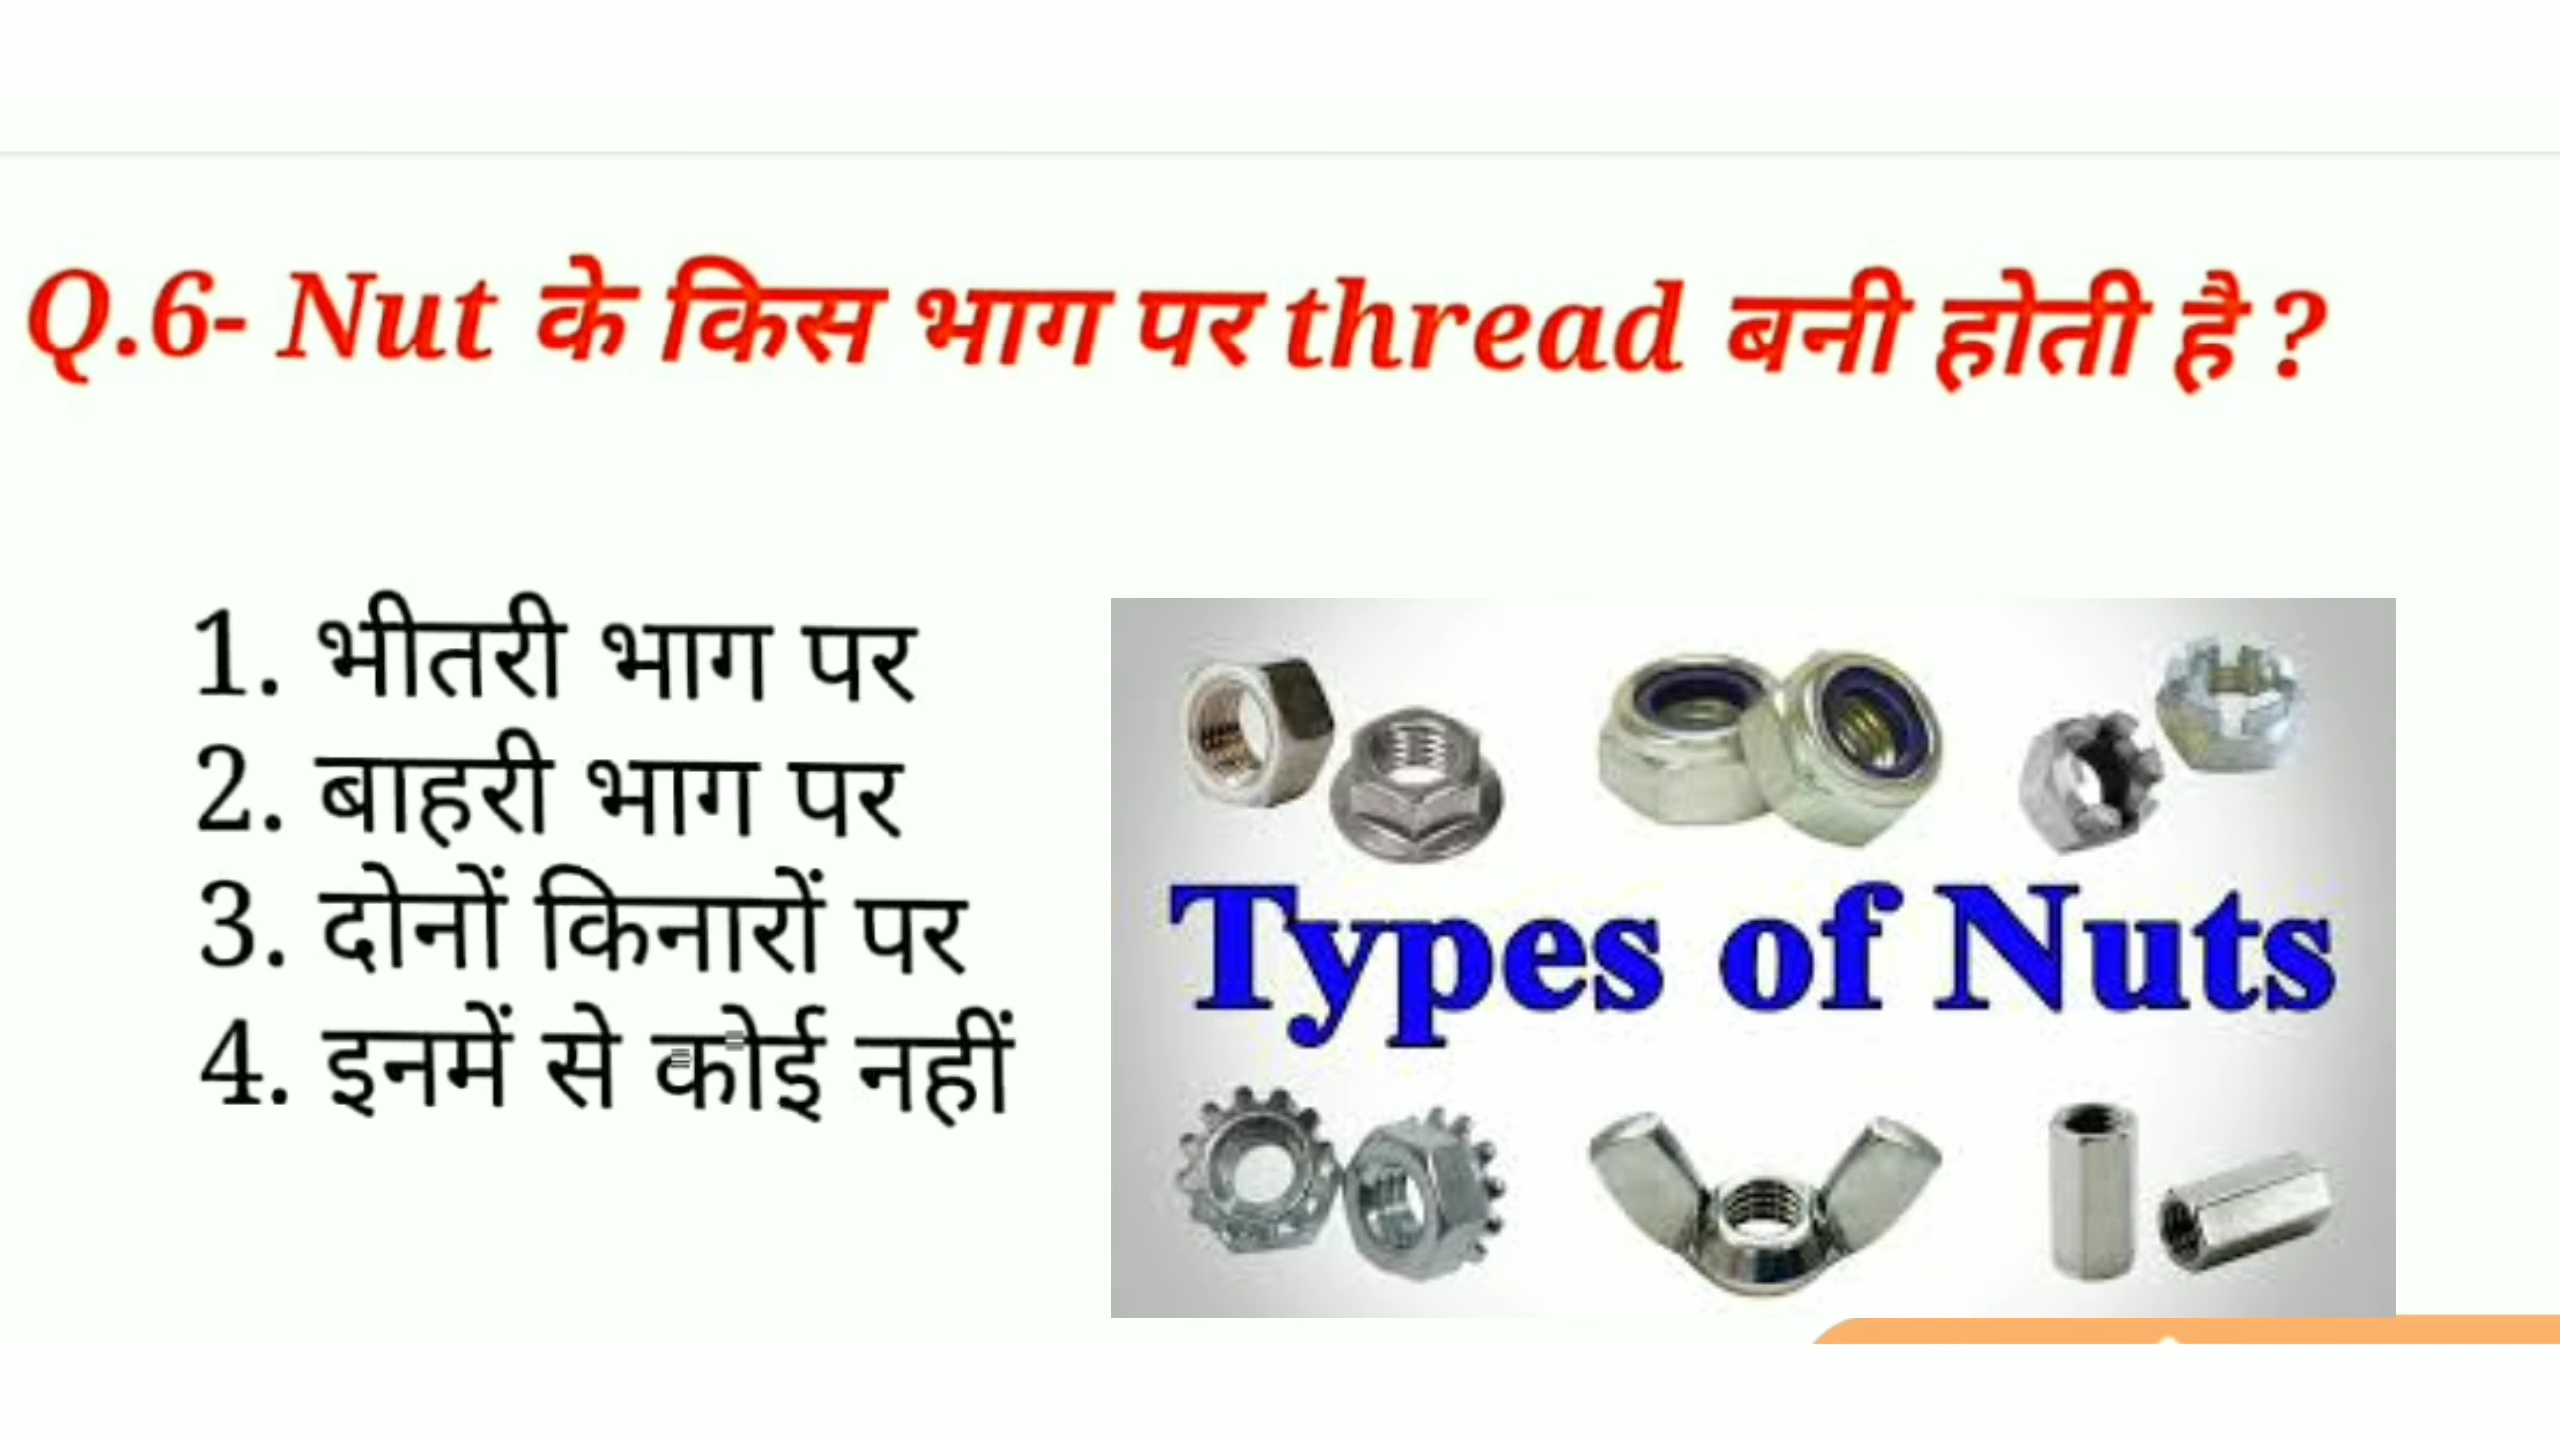 Q.6- Nut के किस भाग पर thread बनी होती है ?
1. भीतरी भाग पर
2. बाहरी भाग पर
3. दोनों किनारों पर
4. इनमें से कोई नहीं
Types of Nuts